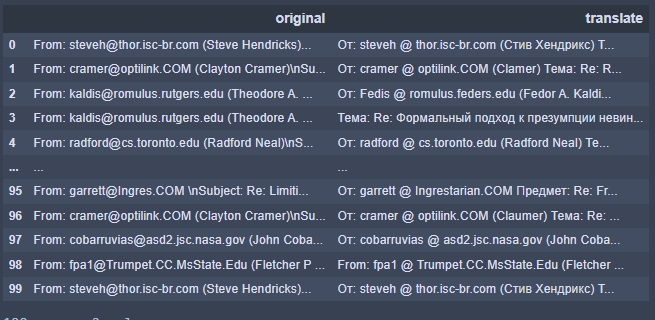 original translate
0 From: steveh@thor.isc-br.com (Steve Hendricks)... От: steveh @ thor.isc-br.com (Стив Хендрикс) Т...
1 From: cramer@optilink.COM (Clayton Cramer)\nSu... От: cramer @ optilink.COM (Clamer) Тема: Re: R...
2 From: kaldis@romulus.rutgers.edu (Theodore A. ... От: Fedis @ romulus.feders.edu (Fedor A. Kaldi...
3 From: kaldis@romulus.rutgers.edu (Theodore A. ... Тема: Re: Формальный подход к презумпции невин...
4 From: radford@cs.toronto.edu (Radford Neal)\nS... От: radford @ cs.toronto.edu (Radford Neal) Те...
... ... ...
95 From: garrett@Ingres.COM \nSubject: Re: Limiti... От: garrett @ Ingrestarian.COM Предмет: Re: Fr...
96 From: cramer@optilink.COM (Clayton Cramer)\nSu... От: cramer @ optilink.COM (Claumer) Тема: Re: ...
97 From: cobarruvias@asd2.jsc.nasa.gov (John Coba... От: cobarruvias @ asd2.jsc.nasa.gov (John Coba...
98 From: fpa1@Trumpet.CC.MsState.Edu (Fletcher P ... From: fpa1 @ Trumpet.CC.MsState.Edu (Fletcher ...
99 From: steveh@thor.isc-br.com (Steve Hendricks)... От: steveh @ thor.isc-br.com (Стив Хендрикс) Т...